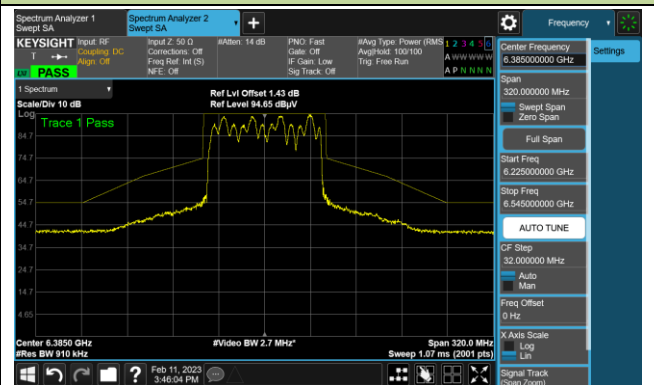 Spectrum Analyzer 1
Swept SA
Spectrum Analyzer 2
Swept SA
Frequency
KEYSIGHT
Input: RF
Coupling: DC
Align: Off
Input Z: 50 Ω
Corrections: Off
Freq Ref: Int (S)
NFE: Off
#Atten: 14 dB
PNO: Fast
Gate: Off
IF Gain: Low
Sig Track: Off
#Avg Type: Power (RMS
Avg|Hold: 100/100
Trig: Free Run
1 2 3 4 5 6
A W W W W W
A P N N N N
T
PASS
1 Spectrum
Scale/Div 10 dB
Ref Lvl Offset 1.43 dB
Ref Level 94.65 dBµV
Log
Trace 1 Pass
84.7
74.7
64.7
54.7
44.7
34.7
24.7
14.7
4.65
Center 6.3850 GHz
#Res BW 910 kHz
#Video BW 2.7 MHz*
Span 320.0 MHz
Sweep 1.07 ms (2001 pts)
Feb 11, 2023
3:46:04 PM
Center Frequency
6.385000000 GHz
Settings
Span
320.000000 MHz
Swept Span
Zero Span
Full Span
Start Freq
6.225000000 GHz
Stop Freq
6.545000000 GHz
AUTO TUNE
CF Step
32.000000 MHz
Auto
Man
Freq Offset
0 Hz
X Axis Scale
Log
Lin
Signal Track
(Span Zoom)